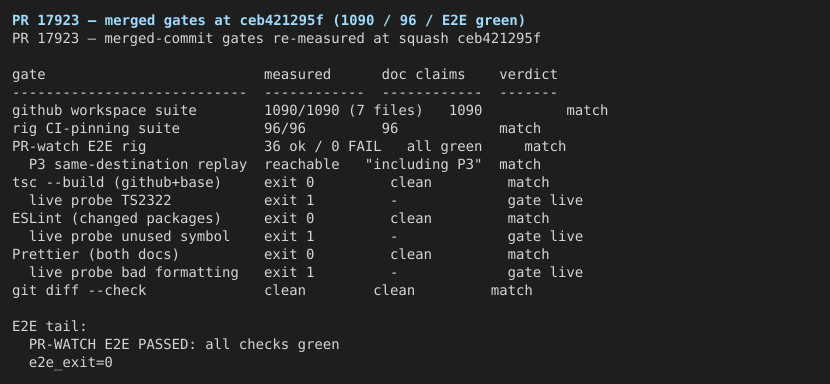 PR 17923 — merged gates at ceb421295f (1090 / 96 / E2E green)
PR 17923 — merged-commit gates re-measured at squash ceb421295f
gate measured doc claims verdict
---------------------------- ------------ ------------ -------
github workspace suite 1090/1090 (7 files) 1090 match
rig CI-pinning suite 96/96 96 match
PR-watch E2E rig 36 ok / 0 FAIL all green match
P3 same-destination replay reachable "including P3" match
tsc --build (github+base) exit 0 clean match
live probe TS2322 exit 1 - gate live
ESLint (changed packages) exit 0 clean match
live probe unused symbol exit 1 - gate live
Prettier (both docs) exit 0 clean match
live probe bad formatting exit 1 - gate live
git diff --check clean clean match
E2E tail:
PR-WATCH E2E PASSED: all checks green
e2e_exit=0